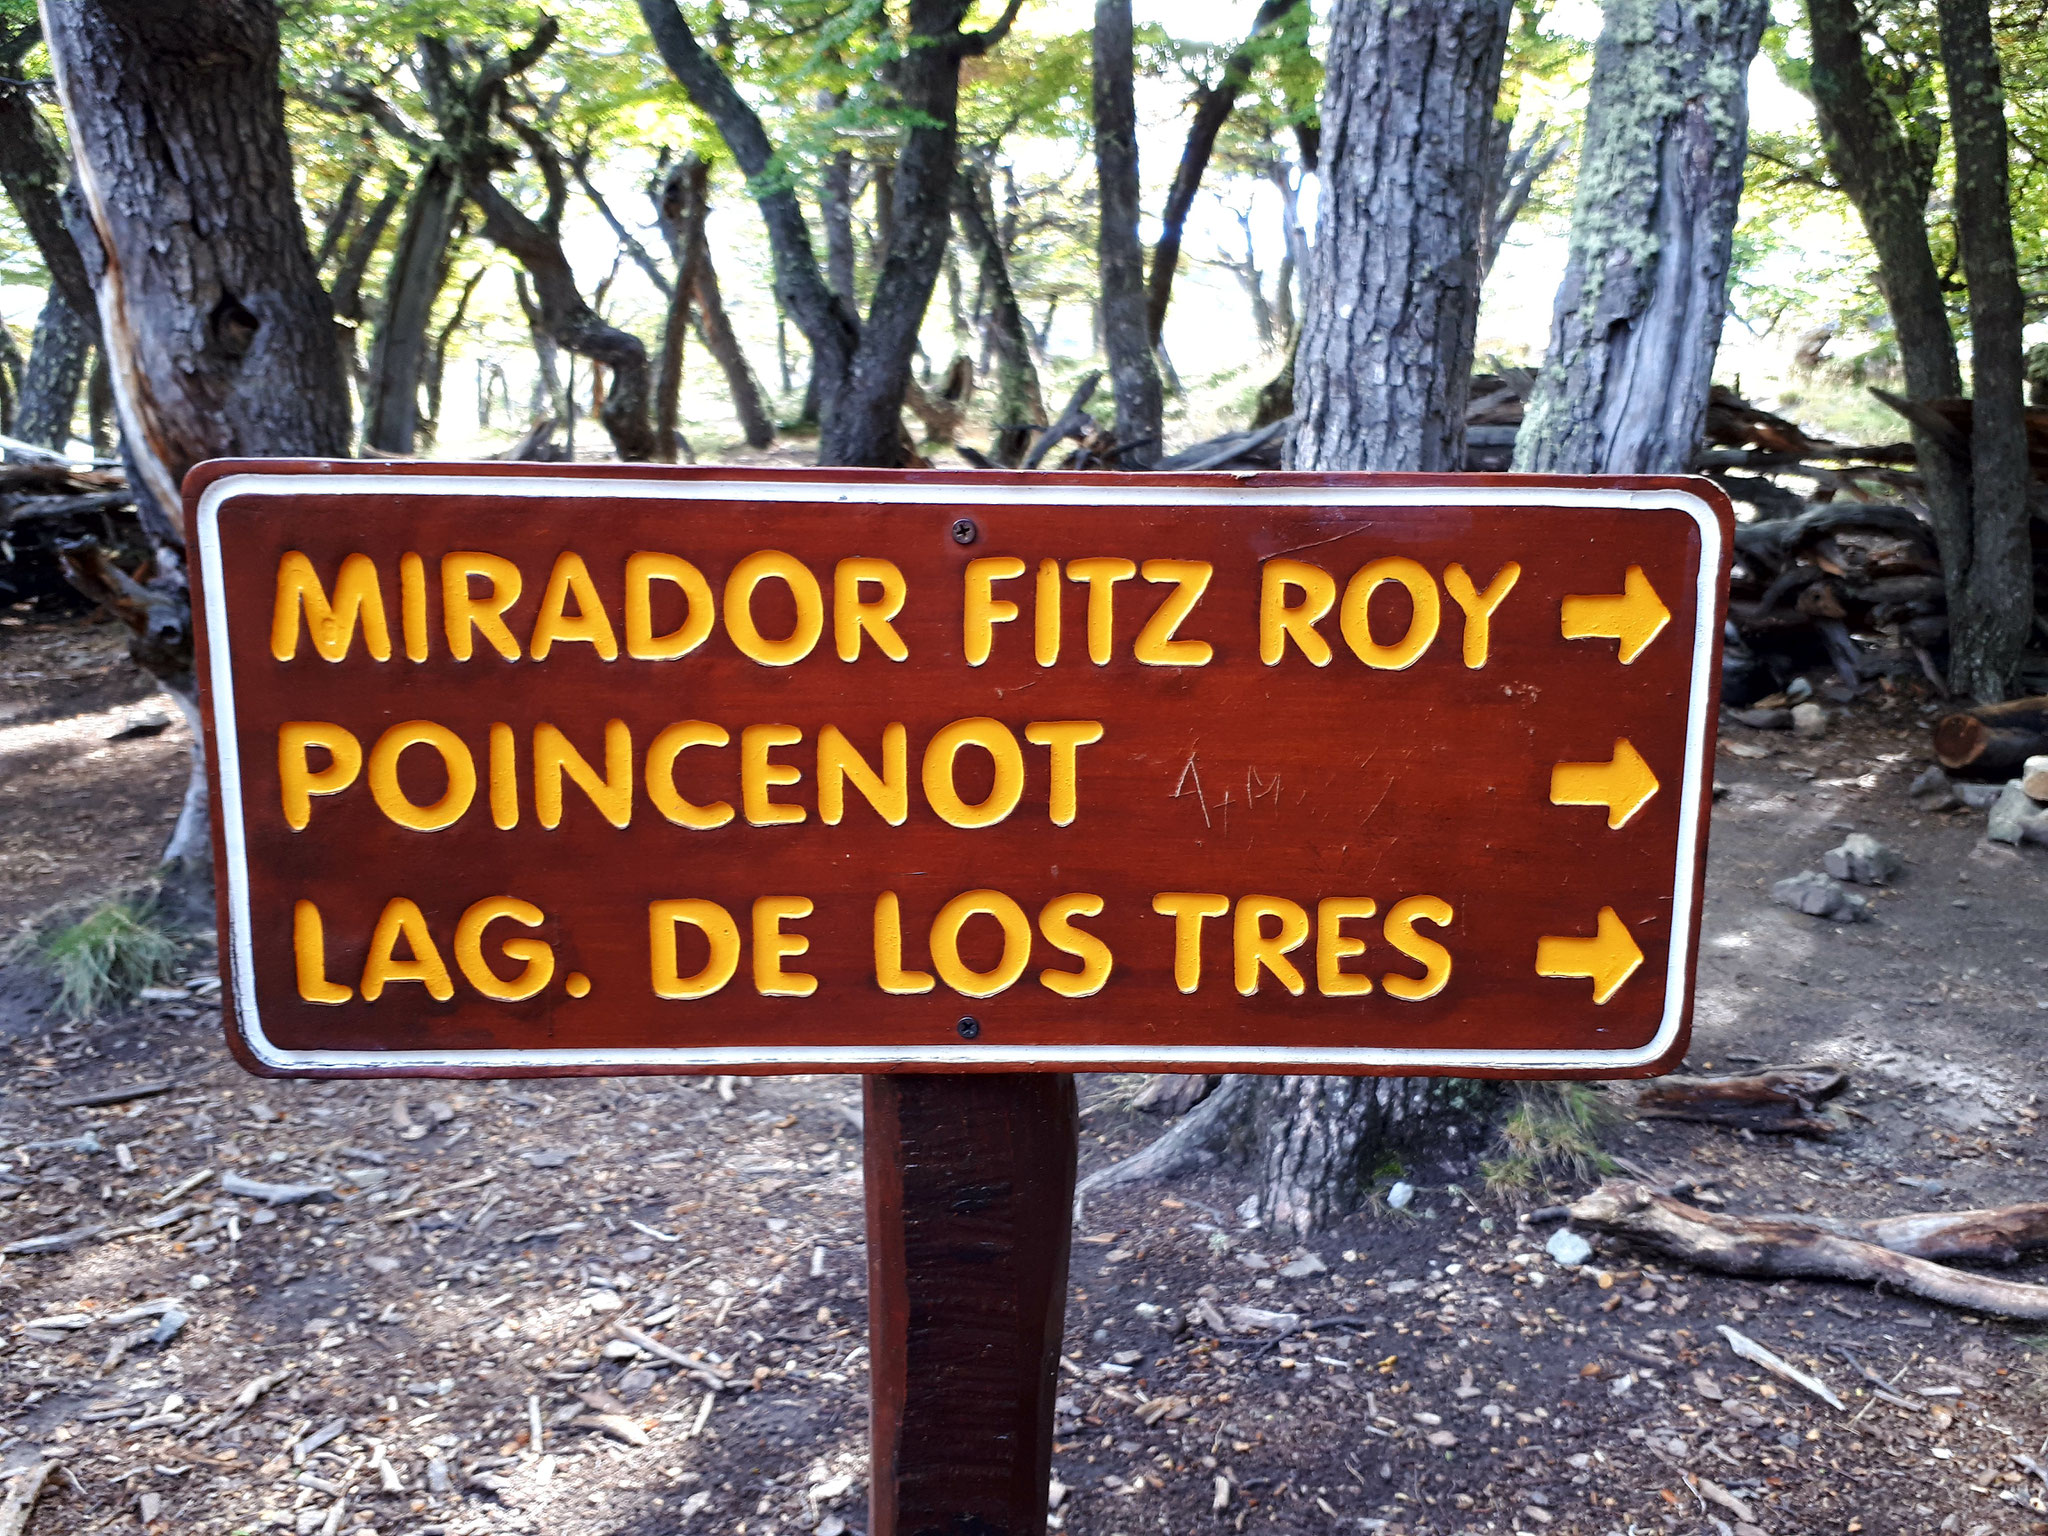 MIRADOR FITZ ROY →
POINCENOT →
A + M
LAG. DE LOS TRES →